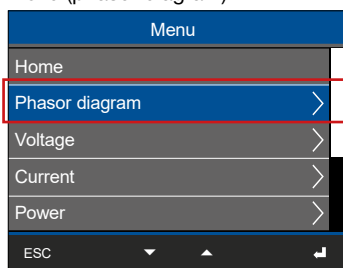 Menu
Home
Phasor diagram
Voltage
Current
Power
ESC